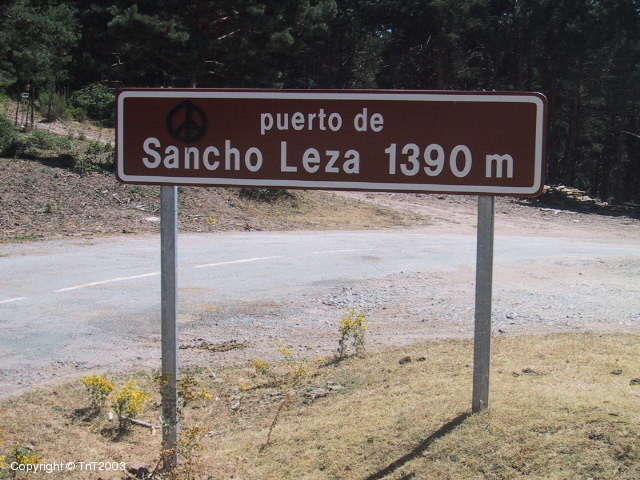 puerto de
Sancho Leza 1390 m
Copyright © TnT2003